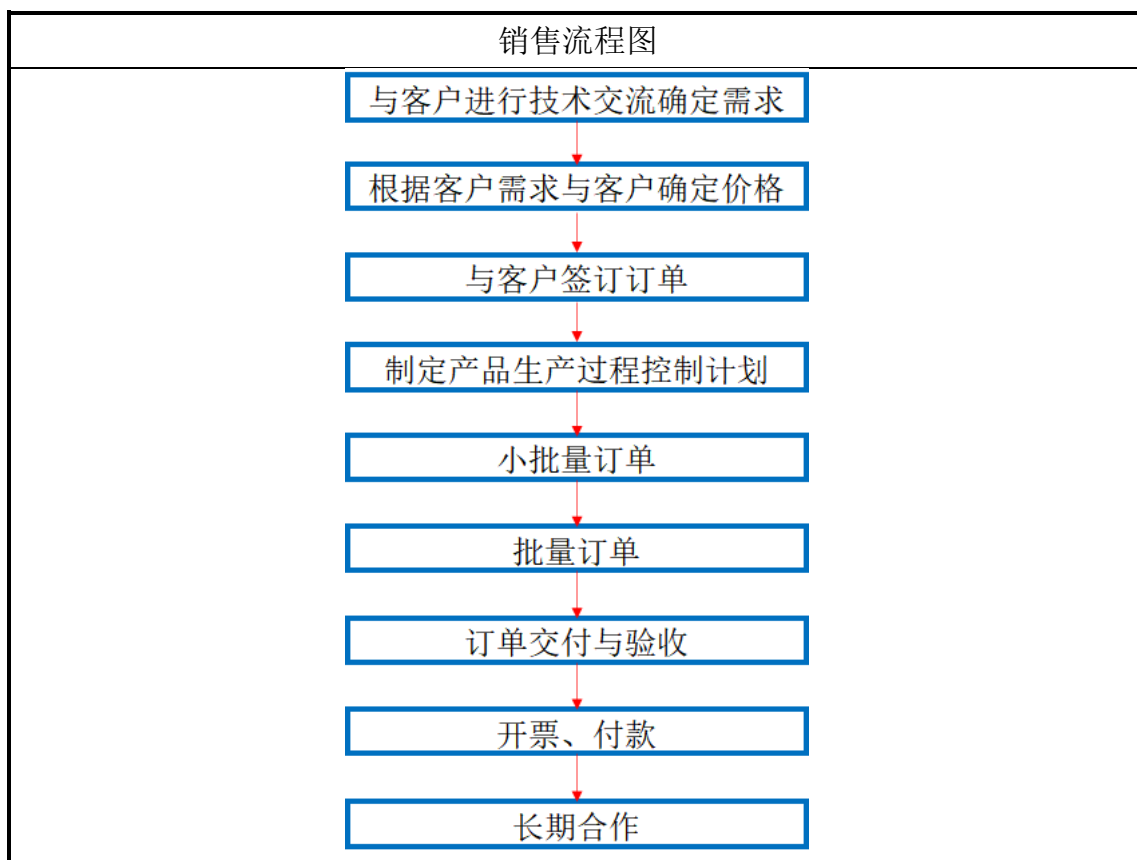 销售流程图
与客户进行技术交流确定需求
根据客户需求与客户确定价格
与客户签订订单
制定产品生产过程控制计划
小批量订单
批量订单
订单交付与验收
开票、付款
长期合作